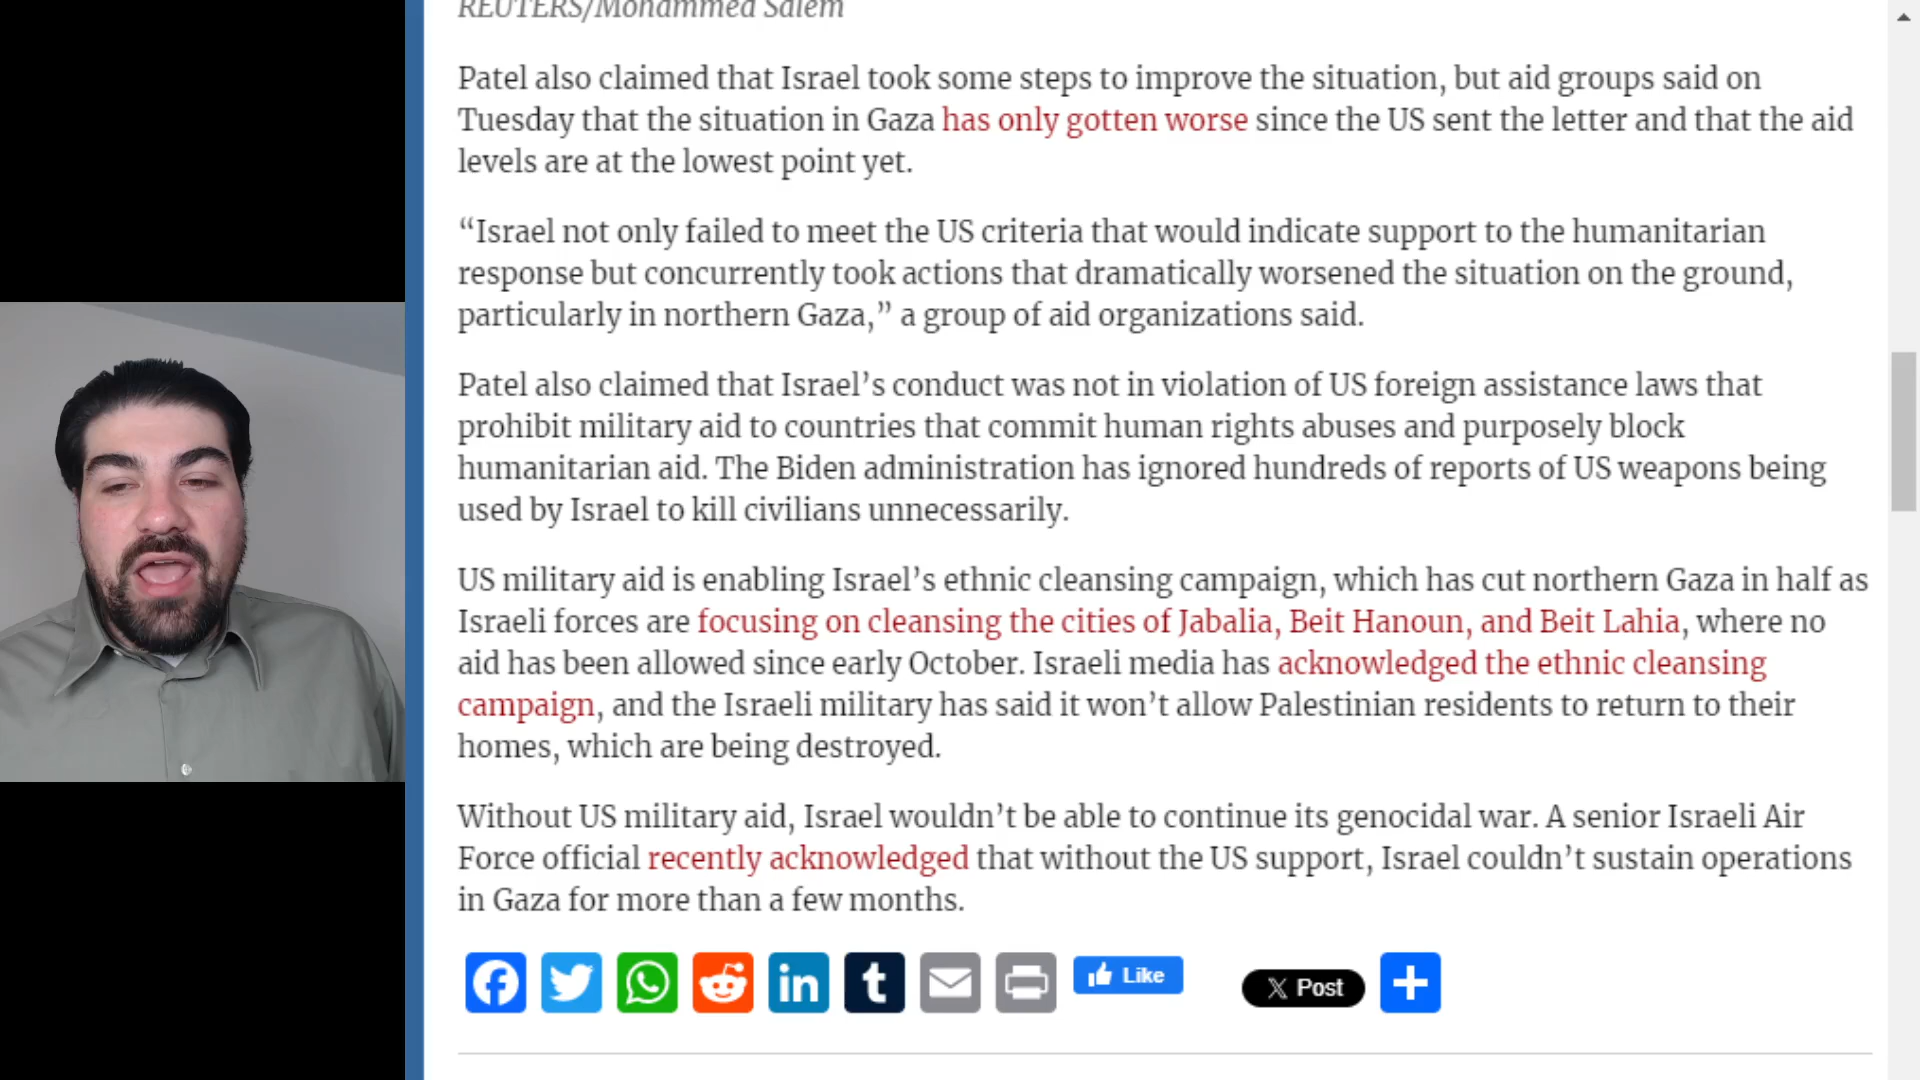 REUTERS/Mohammed Salem
Patel also claimed that Israel took some steps to improve the situation, but aid groups said on
Tuesday that the situation in Gaza has only gotten worse since the US sent the letter and that the aid
levels are at the lowest point yet.
“Israel not only failed to meet the US criteria that would indicate support to the humanitarian
response but concurrently took actions that dramatically worsened the situation on the ground,
particularly in northern Gaza,” a group of aid organizations said.
Patel also claimed that Israel’s conduct was not in violation of US foreign assistance laws that
prohibit military aid to countries that commit human rights abuses and purposely block
humanitarian aid. The Biden administration has ignored hundreds of reports of US weapons being
used by Israel to kill civilians unnecessarily.
US military aid is enabling Israel’s ethnic cleansing campaign, which has cut northern Gaza in half as
Israeli forces are focusing on cleansing the cities of Jabalia, Beit Hanoun, and Beit Lahia, where no
aid has been allowed since early October. Israeli media has acknowledged the ethnic cleansing
campaign, and the Israeli military has said it won’t allow Palestinian residents to return to their
homes, which are being destroyed.
Without US military aid, Israel wouldn’t be able to continue its genocidal war. A senior Israeli Air
Force official recently acknowledged that without the US support, Israel couldn’t sustain operations
in Gaza for more than a few months.
Like
X Post